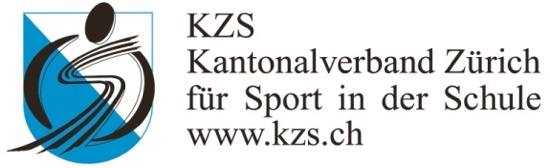 KZS
Kantonalverband Zürich
für Sport in der Schule
www.kzs.ch